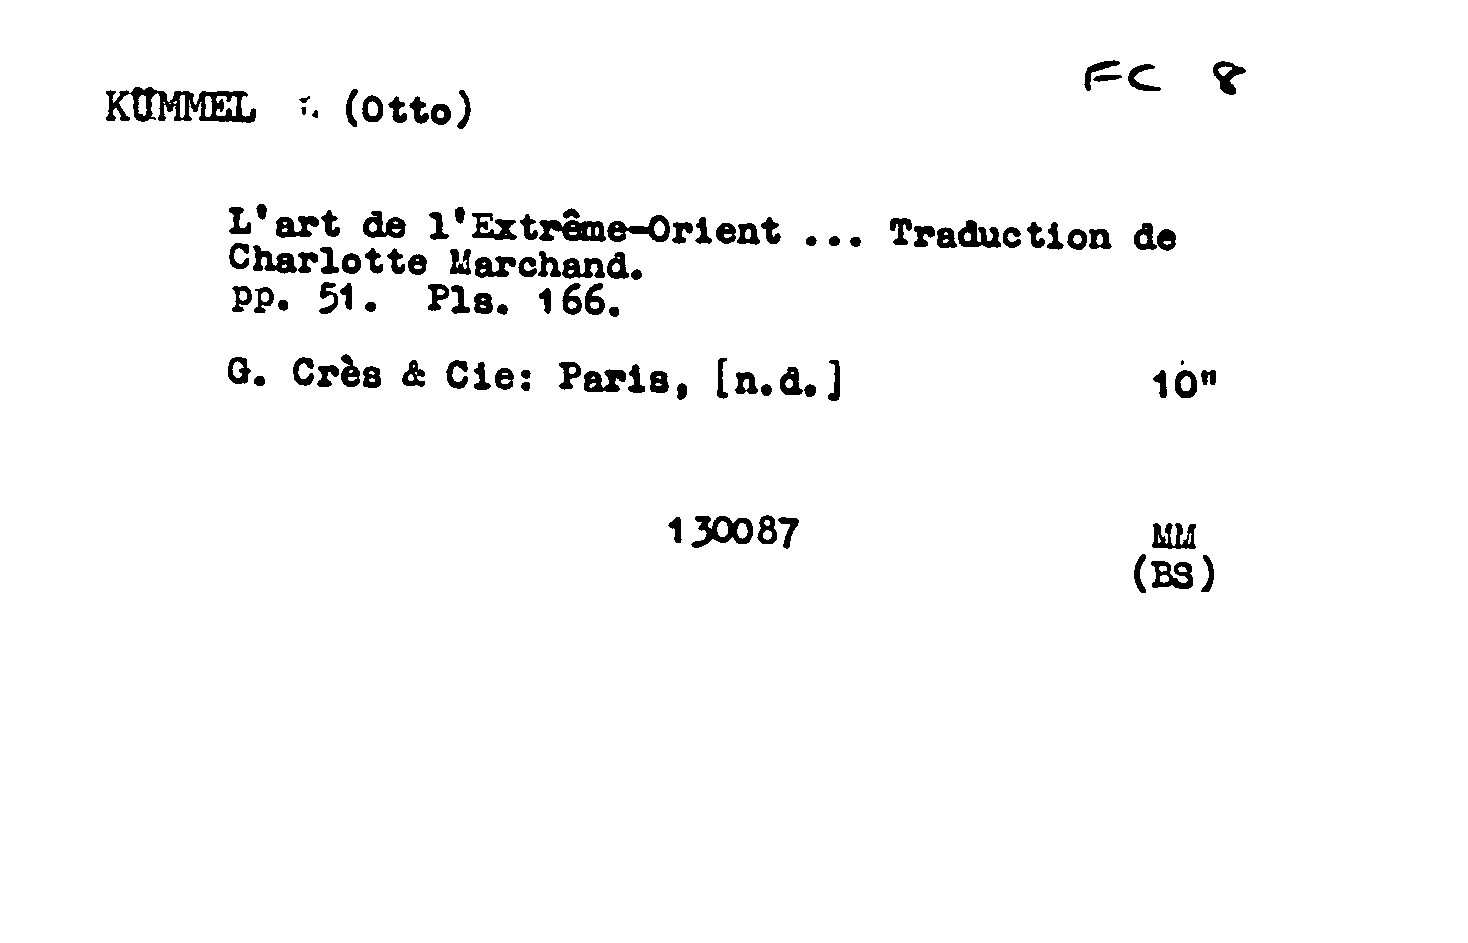 FC 8
KÜMMEL (Otto)
L'art de l'Extrême-Orient ... Traduction de
Charlotte Marchand.
pp. 51. Pls. 166.
G. Crès & Cie: Paris, [n.d.] 10"
130087 MM
(BS)